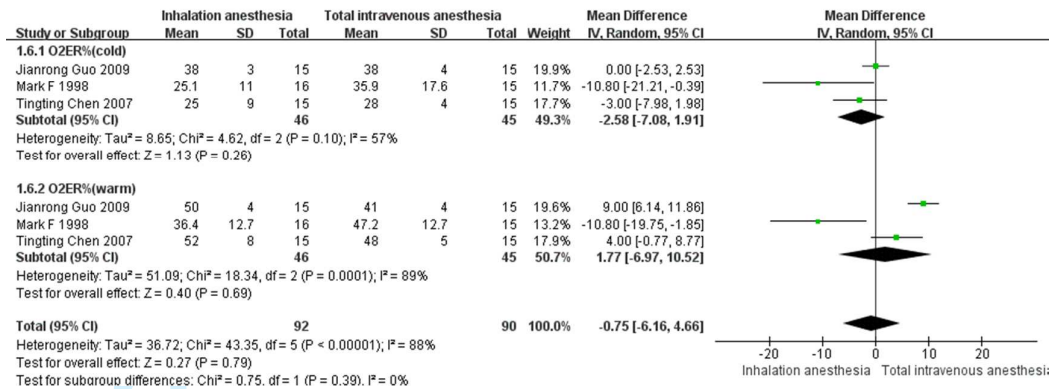 Inhalation anesthesia Total intravenous anesthesia Mean Difference Mean Difference
Study or Subgroup Mean SD Total Mean SD Total Weight IV, Random, 95% CI IV, Random, 95% CI
1.6.1 O2ER%(cold)
Jianrong Guo 2009 38 3 15 38 4 15 19.9% 0.00 [-2.53, 2.53]
Mark F 1998 25.1 11 16 35.9 17.6 15 11.7% -10.80 [-21.21, -0.39]
Tingting Chen 2007 25 9 15 28 4 15 17.7% -3.00 [-7.98, 1.98]
Subtotal (95% CI) 46 45 49.3% -2.58 [-7.08, 1.91]
Heterogeneity: Tau² = 8.65; Chi² = 4.62, df = 2 (P = 0.10); I² = 57%
Test for overall effect: Z = 1.13 (P = 0.26)
1.6.2 O2ER%(warm)
Jianrong Guo 2009 50 4 15 41 4 15 19.6% 9.00 [6.14, 11.86]
Mark F 1998 36.4 12.7 16 47.2 12.7 15 13.2% -10.80 [-19.75, -1.85]
Tingting Chen 2007 52 8 15 48 5 15 17.9% 4.00 [-0.77, 8.77]
Subtotal (95% CI) 46 45 50.7% 1.77 [-6.97, 10.52]
Heterogeneity: Tau² = 51.09; Chi² = 18.34, df = 2 (P = 0.0001); I² = 89%
Test for overall effect: Z = 0.40 (P = 0.69)
Total (95% CI) 92 90 100.0% -0.75 [-6.16, 4.66]
Heterogeneity: Tau² = 36.72; Chi² = 43.35, df = 5 (P < 0.00001); I² = 88%
Test for overall effect: Z = 0.27 (P = 0.79)
Test for subgroup differences: Chi² = 0.75, df = 1 (P = 0.39), I² = 0%
-20 -10 0 10 20
Inhalation anesthesia Total intravenous anesthesia